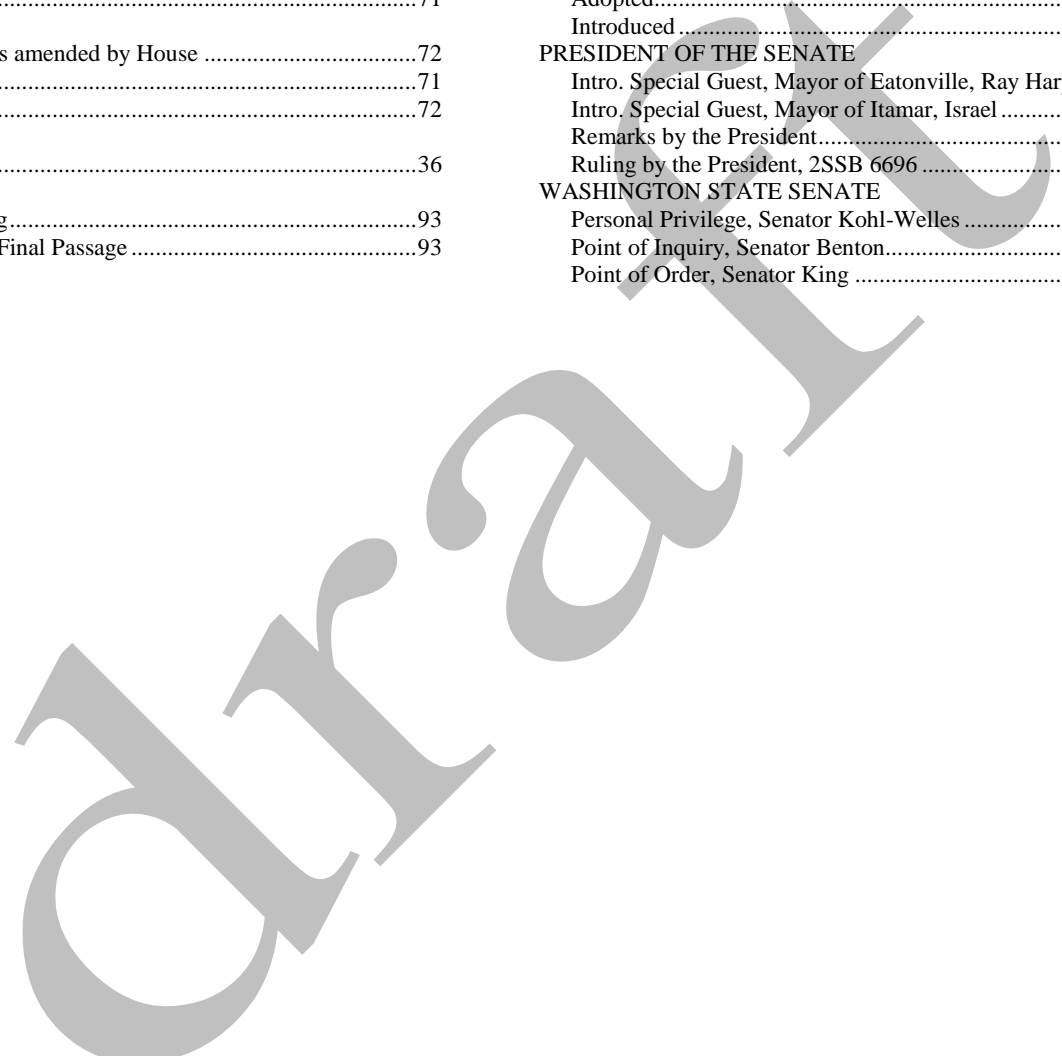 ...............................................................................71
s amended by House ........................................72
...............................................................................71
...............................................................................72
...............................................................................36
g.............................................................................93
Final Passage ......................................................93
Adopted............................................................................
Introduced .......................................................................
PRESIDENT OF THE SENATE
Intro. Special Guest, Mayor of Eatonville, Ray Har
Intro. Special Guest, Mayor of Itamar, Israel ...........
Remarks by the President..............................................
Ruling by the President, 2SSB 6696 ..........................
WASHINGTON STATE SENATE
Personal Privilege, Senator Kohl-Welles ..................
Point of Inquiry, Senator Benton.................................
Point of Order, Senator King .......................................
draft